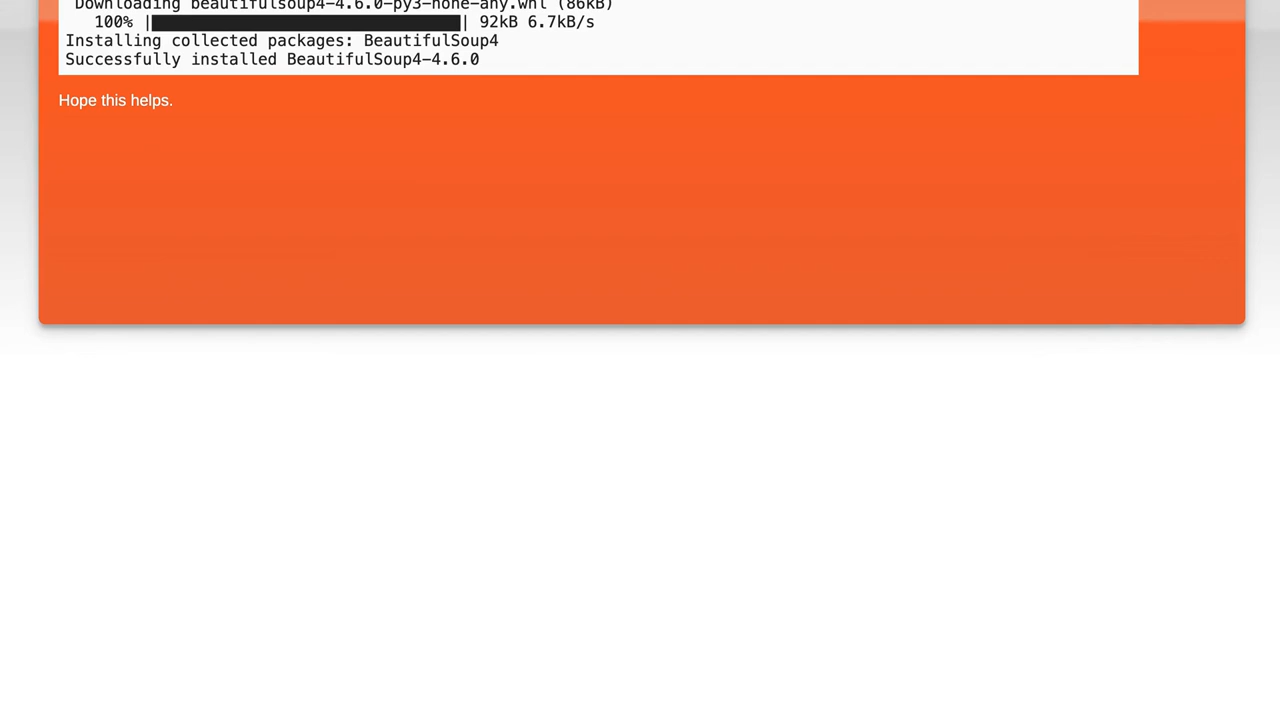 Downloading beautifulsoup4-4.6.0-py3-none-any.whl (86kB)
100% || 92kB 6.7kB/s
Installing collected packages: BeautifulSoup4
Successfully installed BeautifulSoup4-4.6.0
Hope this helps.